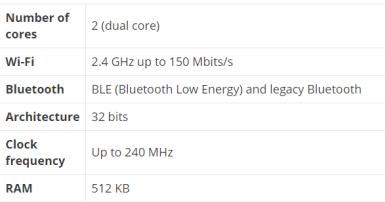 Number of
cores
2 (dual core)
Wi-Fi
2.4 GHz up to 150 Mbits/s
Bluetooth
BLE (Bluetooth Low Energy) and legacy Bluetooth
Architecture
32 bits
Clock
frequency
Up to 240 MHz
RAM
512 KB